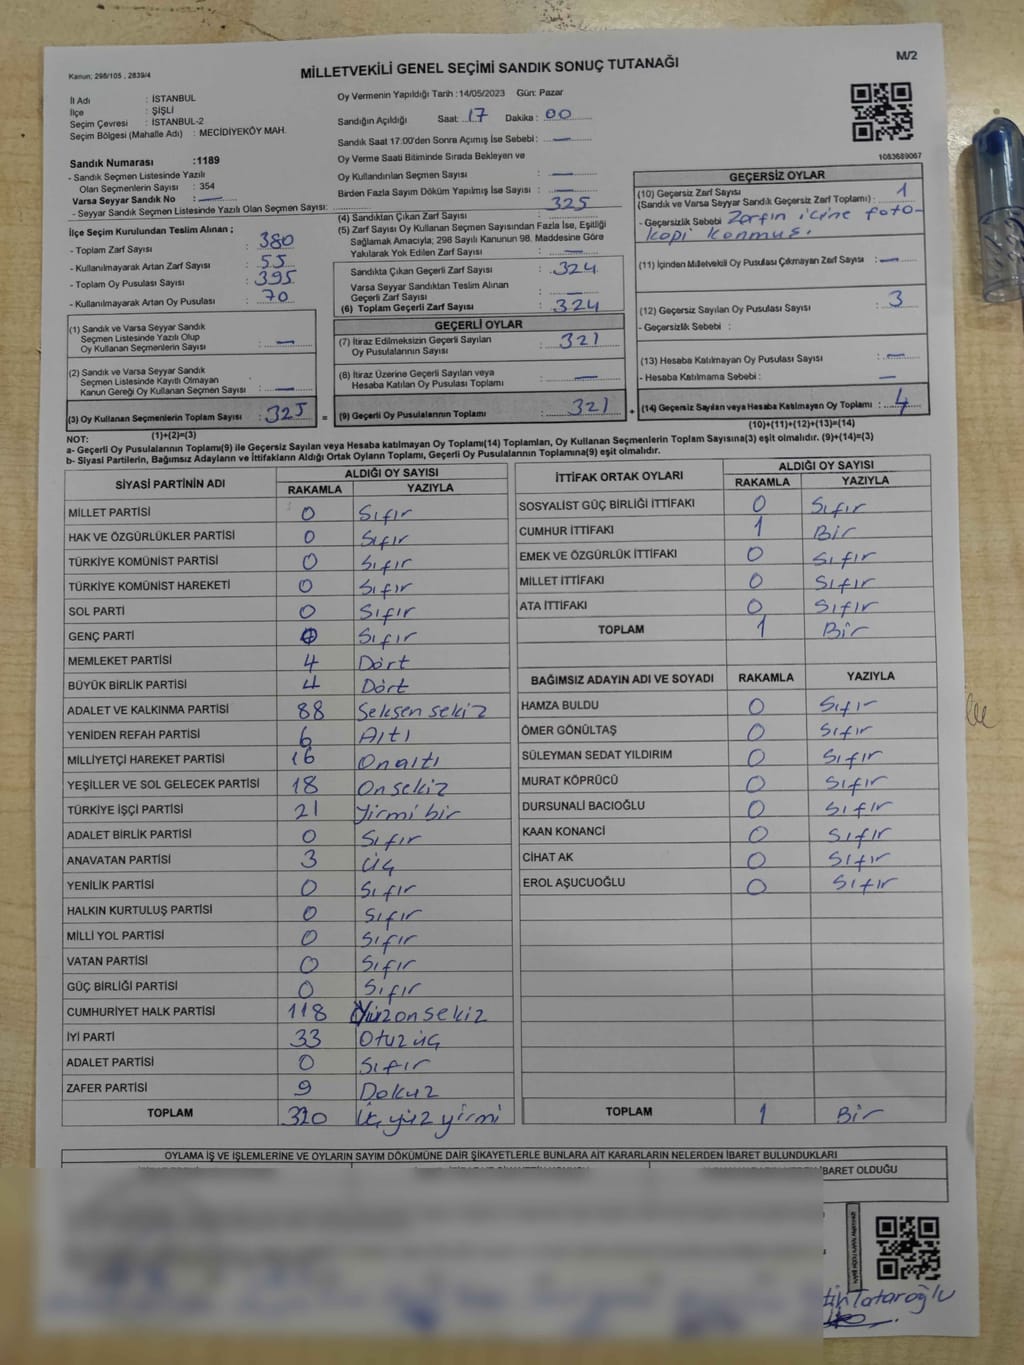 M/2
Kanun: 298/105 , 2839/4
MİLLETVEKİLİ GENEL SEÇİMİ SANDIK SONUÇ TUTANAĞI
İl Adı : İSTANBUL
İlçe : ŞİŞLİ
Seçim Çevresi : İSTANBUL-2
Seçim Bölgesi (Mahalle Adı) : MECİDİYEKÖY MAH.
Sandık Numarası :1189
- Sandık Seçmen Listesinde Yazılı
Olan Seçmenlerin Sayısı : 354
Varsa Seyyar Sandık No : —
- Seyyar Sandık Seçmen Listesinde Yazılı Olan Seçmen Sayısı:
İlçe Seçim Kurulundan Teslim Alınan ;
- Toplam Zarf Sayısı : 380
- Kullanılmayarak Artan Zarf Sayısı : 55
- Toplam Oy Pusulası Sayısı : 395
- Kullanılmayarak Artan Oy Pusulası : 70
(1) Sandık ve Varsa Seyyar Sandık
Seçmen Listesinde Yazılı Olup
Oy Kullanan Seçmenlerin Sayısı : —
(2) Sandık ve Varsa Seyyar Sandık
Seçmen Listesinde Kayıtlı Olmayan
Kanun Gereği Oy Kullanan Seçmen Sayısı : —
(3) Oy Kullanan Seçmenlerin Toplam Sayısı : 325 =
(1)+(2)=(3)
Oy Vermenin Yapıldığı Tarih : 14/05/2023 Gün: Pazar
Sandığın Açıldığı Saat: 17 Dakika : 00
Sandık Saat 17:00'den Sonra Açımış İse Sebebi : —
Oy Verme Saati Bitiminde Sırada Bekleyen ve
Oy Kullandırılan Seçmen Sayısı : —
Birden Fazla Sayım Döküm Yapılmış İse Sayısı : —
(4) Sandıktan Çıkan Zarf Sayısı : 325
(5) Zarf Sayısı Oy Kullanan Seçmen Sayısından Fazla İse, Eşitliği
Sağlamak Amacıyla; 298 Sayılı Kanunun 98. Maddesine Göre
Yakılarak Yok Edilen Zarf Sayısı : —
Sandıkta Çıkan Geçerli Zarf Sayısı : 324
Varsa Seyyar Sandıktan Teslim Alınan
Geçerli Zarf Sayısı : —
(6) Toplam Geçerli Zarf Sayısı : 324
GEÇERLİ OYLAR
(7) İtiraz Edilmeksizin Geçerli Sayılan
Oy Pusulalarının Sayısı : 321
(8) İtiraz Üzerine Geçerli Sayılan veya
Hesaba Katılan Oy Pusulası Toplamı : —
(9) Geçerli Oy Pusulalarının Toplamı : 321 +
1083689067
GEÇERSİZ OYLAR
(10) Geçersiz Zarf Sayısı
(Sandık ve Varsa Seyyar Sandık Geçersiz Zarf Toplamı) : 1
- Geçersizlik Sebebi : Zarfın içine foto-
kopi konmuş.
(11) İçinden Milletvekili Oy Pusulası Çıkmayan Zarf Sayısı : —
(12) Geçersiz Sayılan Oy Pusulası Sayısı : 3
- Geçersizlik Sebebi :
(13) Hesaba Katılmayan Oy Pusulası Sayısı : —
- Hesaba Katılmama Sebebi : —
(14) Geçersiz Sayılan veya Hesaba Katılmayan Oy Toplamı : 4
(10)+(11)+(12)+(13)=(14)
NOT:
a- Geçerli Oy Pusulalarının Toplamı(9) ile Geçersiz Sayılan veya Hesaba katılmayan Oy Toplamı(14) Toplamları, Oy Kullanan Seçmenlerin Toplam Sayısına(3) eşit olmalıdır. (9)+(14)=(3)
b- Siyasi Partilerin, Bağımsız Adayların ve İttifakların Aldığı Ortak Oyların Toplamı, Geçerli Oy Pusulalarının Toplamına(9) eşit olmalıdır.
SİYASİ PARTİNİN ADI ALDIĞI OY SAYISI
RAKAMLA YAZIYLA
MİLLET PARTİSİ 0 Sıfır
HAK VE ÖZGÜRLÜKLER PARTİSİ 0 Sıfır
TÜRKİYE KOMÜNİST PARTİSİ 0 Sıfır
TÜRKİYE KOMÜNİST HAREKETİ 0 Sıfır
SOL PARTİ 0 Sıfır
GENÇ PARTİ 0 Sıfır
MEMLEKET PARTİSİ 4 Dört
BÜYÜK BİRLİK PARTİSİ 4 Dört
ADALET VE KALKINMA PARTİSİ 88 Seksen sekiz
YENİDEN REFAH PARTİSİ 6 Altı
MİLLİYETÇİ HAREKET PARTİSİ 16 Onaltı
YEŞİLLER VE SOL GELECEK PARTİSİ 18 Onsekiz
TÜRKİYE İŞÇİ PARTİSİ 21 Yirmi bir
ADALET BİRLİK PARTİSİ 0 Sıfır
ANAVATAN PARTİSİ 3 Üç
YENİLİK PARTİSİ 0 Sıfır
HALKIN KURTULUŞ PARTİSİ 0 Sıfır
MİLLİ YOL PARTİSİ 0 Sıfır
VATAN PARTİSİ 0 Sıfır
GÜÇ BİRLİĞİ PARTİSİ 0 Sıfır
CUMHURİYET HALK PARTİSİ 118 Yüzonsekiz
İYİ PARTİ 33 Otuzüç
ADALET PARTİSİ 0 Sıfır
ZAFER PARTİSİ 9 Dokuz
TOPLAM 320 Üçyüz yirmi
İTTİFAK ORTAK OYLARI ALDIĞI OY SAYISI
RAKAMLA YAZIYLA
SOSYALİST GÜÇ BİRLİĞİ İTTİFAKI 0 Sıfır
CUMHUR İTTİFAKI 1 Bir
EMEK VE ÖZGÜRLÜK İTTİFAKI 0 Sıfır
MİLLET İTTİFAKI 0 Sıfır
ATA İTTİFAKI 0 Sıfır
TOPLAM 1 Bir
BAĞIMSIZ ADAYIN ADI VE SOYADI RAKAMLA YAZIYLA
HAMZA BULDU 0 Sıfır
ÖMER GÖNÜLTAŞ 0 Sıfır
SÜLEYMAN SEDAT YILDIRIM 0 Sıfır
MURAT KÖPRÜCÜ 0 Sıfır
DURSUNALİ BACIOĞLU 0 Sıfır
KAAN KONANCİ 0 Sıfır
CİHAT AK 0 Sıfır
EROL AŞUCUOĞLU 0 Sıfır
TOPLAM 1 Bir
OYLAMA İŞ VE İŞLEMLERİNE VE OYLARIN SAYIM DÖKÜMÜNE DAİR ŞİKAYETLERLE BUNLARA AİT KARARLARIN NELERDEN İBARET BULUNDUKLARI
İBARET OLDUĞU
Tataroğlu